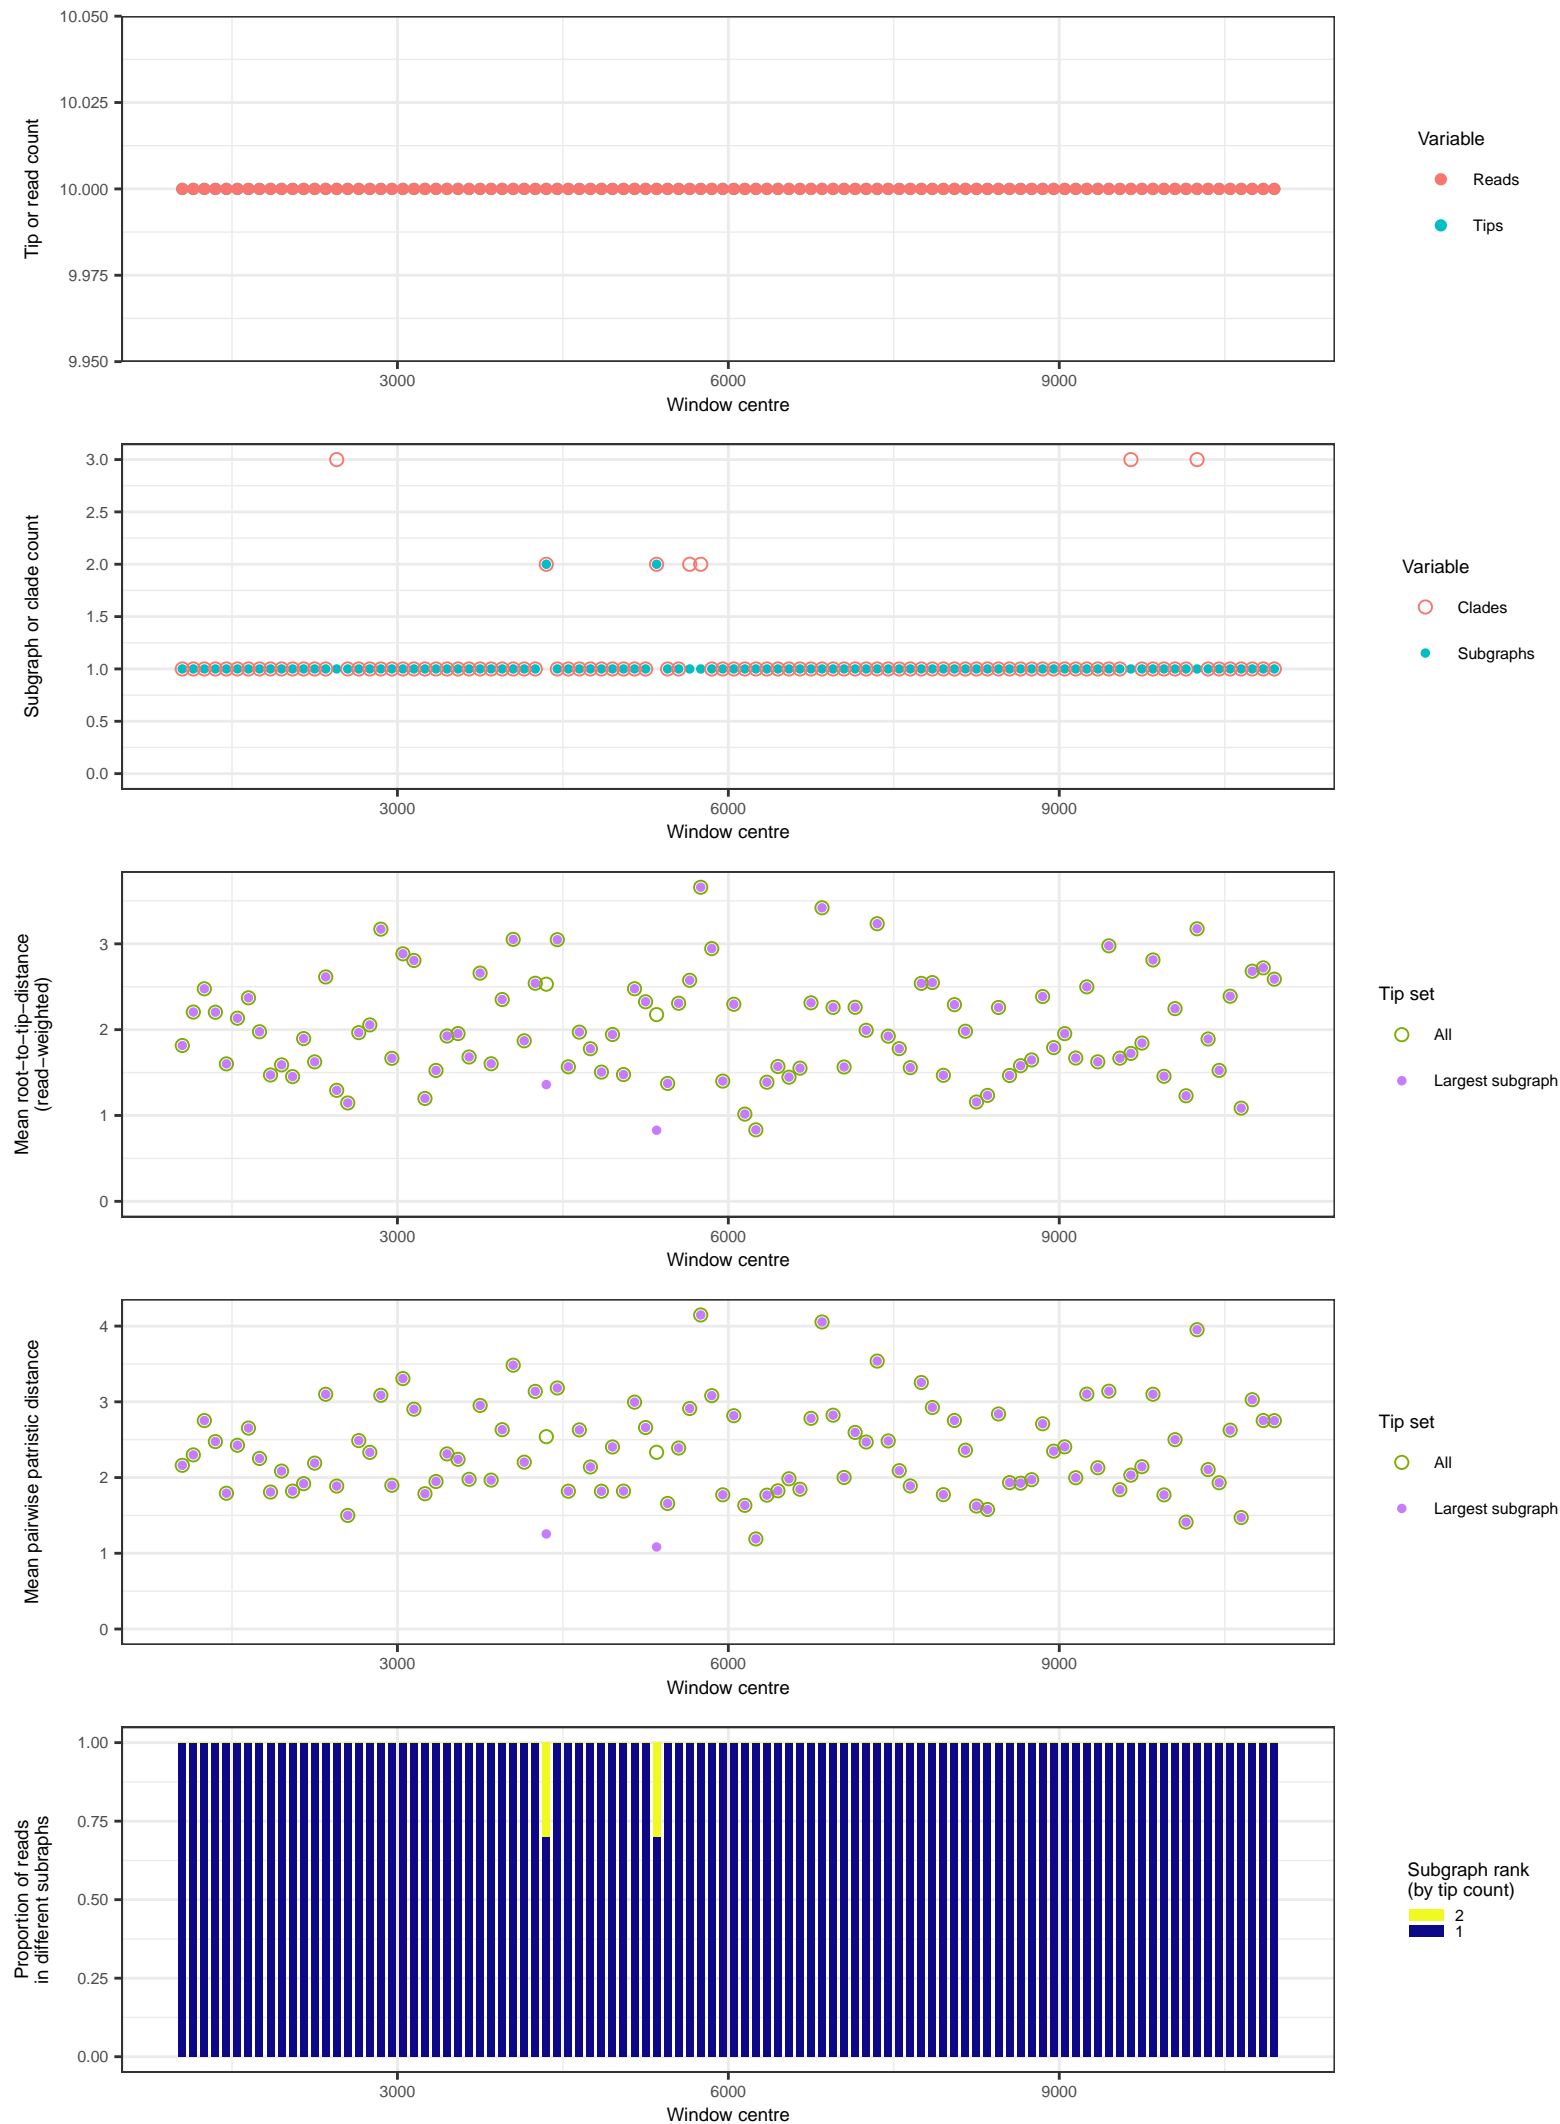 10.050
10.025
10.000
9.975
9.950
Tip or read count
3000
6000
9000
Window centre
Variable
Reads
Tips
3.0
2.5
2.0
1.5
1.0
0.5
0.0
Subgraph or clade count
3000
6000
9000
Window centre
Variable
Clades
Subgraphs
3
2
1
0
Mean root−to−tip−distance
(read−weighted)
3000
6000
9000
Window centre
Tip set
All
Largest subgraph
4
3
2
1
0
Mean pairwise patristic distance
3000
6000
9000
Window centre
Tip set
All
Largest subgraph
1.00
0.75
0.50
0.25
0.00
Proportion of reads
in different subraphs
3000
6000
9000
Window centre
Subgraph rank
(by tip count)
2
1